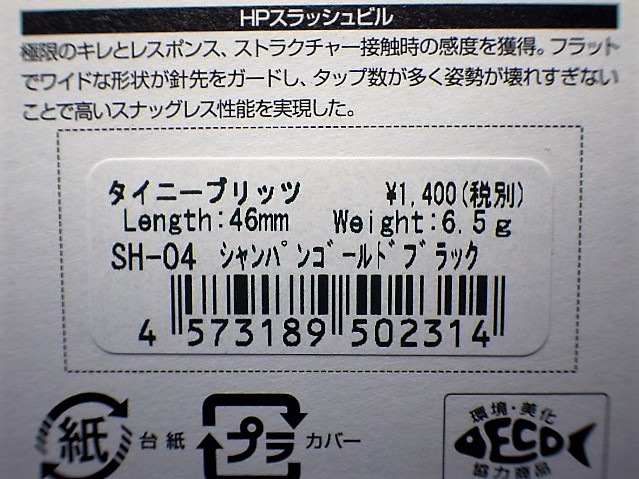 HPスラッシュビル
極限のキレとレスポンス、ストラクチャー接触時の感度を獲得。フラット
でワイドな形状が針先をガードし、タップ数が多く姿勢が壊れすぎない
ことで高いスナッグレス性能を実現した。
タイニーブリッツ ¥1,400(税別)
Length:46mm Weight:6.5g
SH-04 シャンパンゴールドブラック
4 573189 502314
紙 台紙 プラ カバー
環境・美化
ECO
協力商品